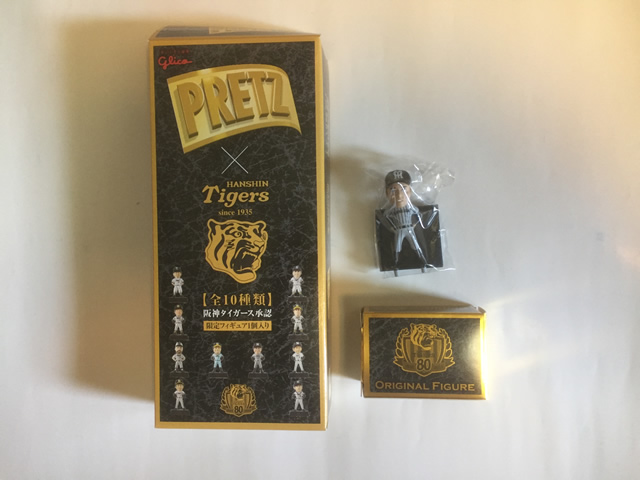 glico
PRETZ
×
HANSHIN
Tigers
since 1935
【全10種類】
阪神タイガース承認
限定フィギュア1個入り
80
80
ORIGINAL FIGURE